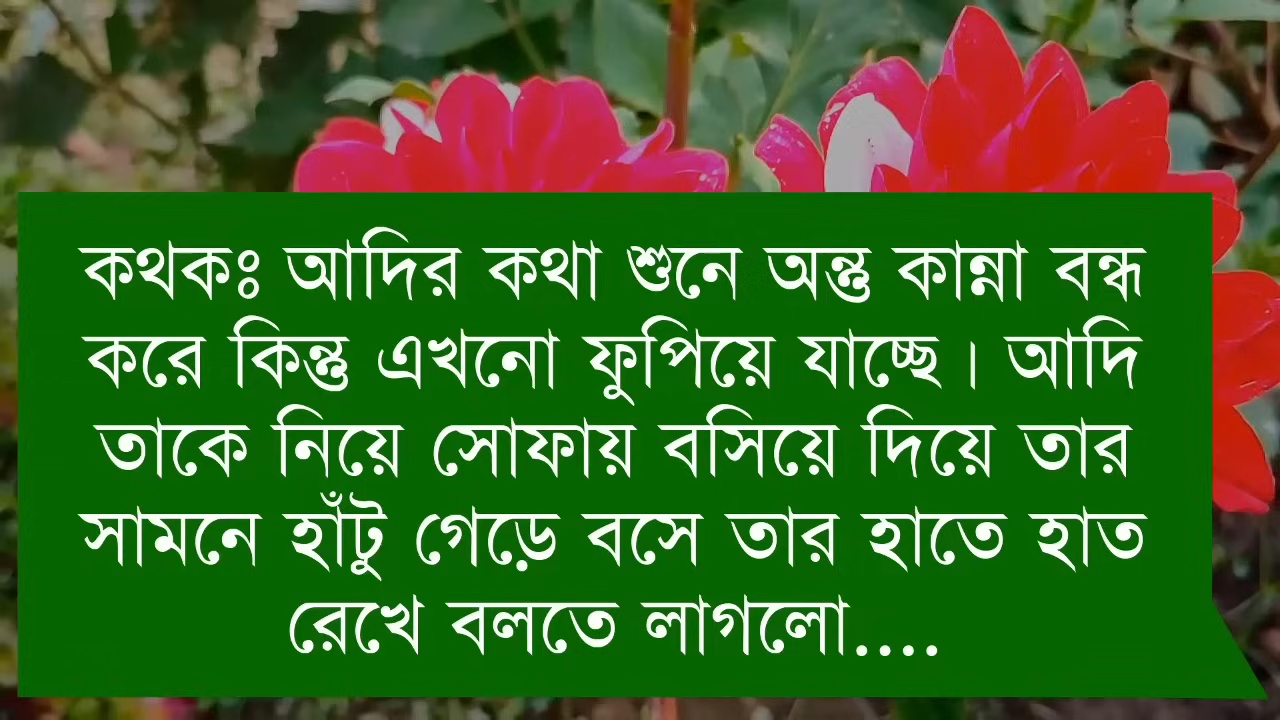 কথকঃ আদির কথা শুনে অন্তু কান্না বন্ধ
করে কিন্তু এখনো ফুপিয়ে যাচ্ছে। আদি
তাকে নিয়ে সোফায় বসিয়ে দিয়ে তার
সামনে হাঁটু গেড়ে বসে তার হাতে হাত
রেখে বলতে লাগলো....